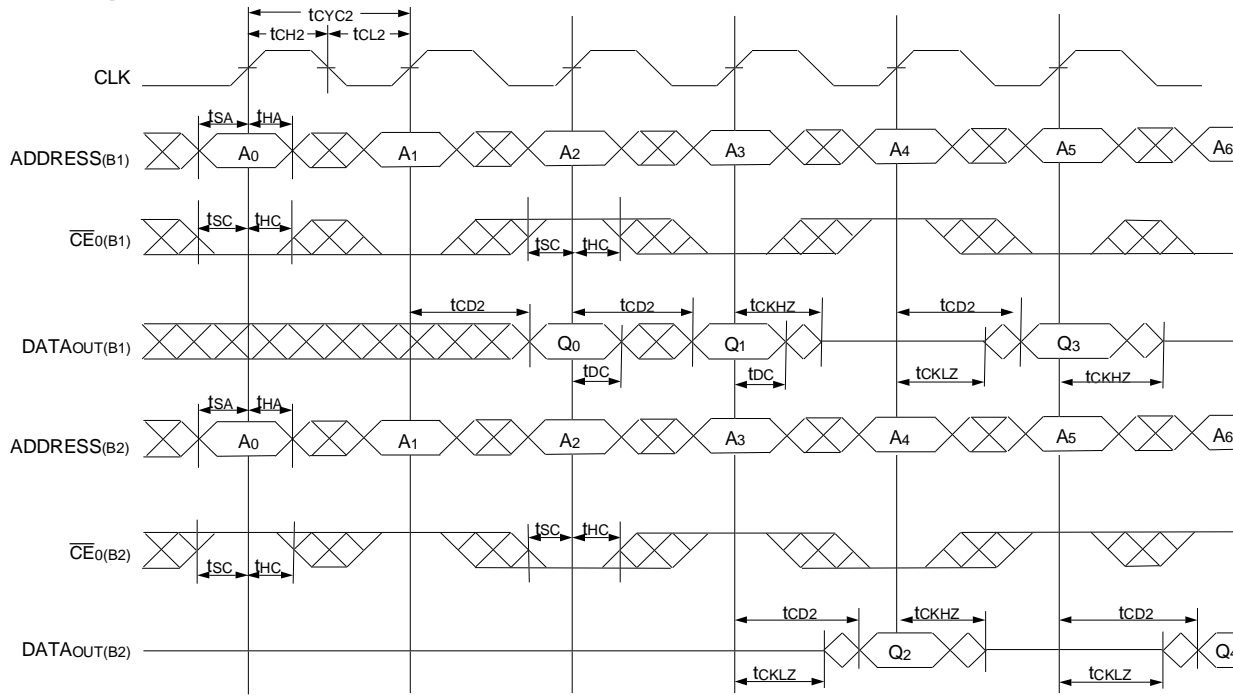 tCYC2
tCH2 tCL2
CLK
tSA tHA
ADDRESS(B1) A0 A1 A2 A3 A4 A5 A6
tSC tHC
CE0(B1)
tSC tHC
tCD2 tCD2 tCKHZ tCD2
DATAOUT(B1) Q0 Q1 Q3
tDC tDC tCKLZ tCKHZ
tSA tHA
ADDRESS(B2) A0 A1 A2 A3 A4 A5 A6
tSC tHC
CE0(B2)
tSC tHC
tCD2 tCKHZ tCD2
DATAOUT(B2) Q2 Q4
tCKLZ tCKLZ